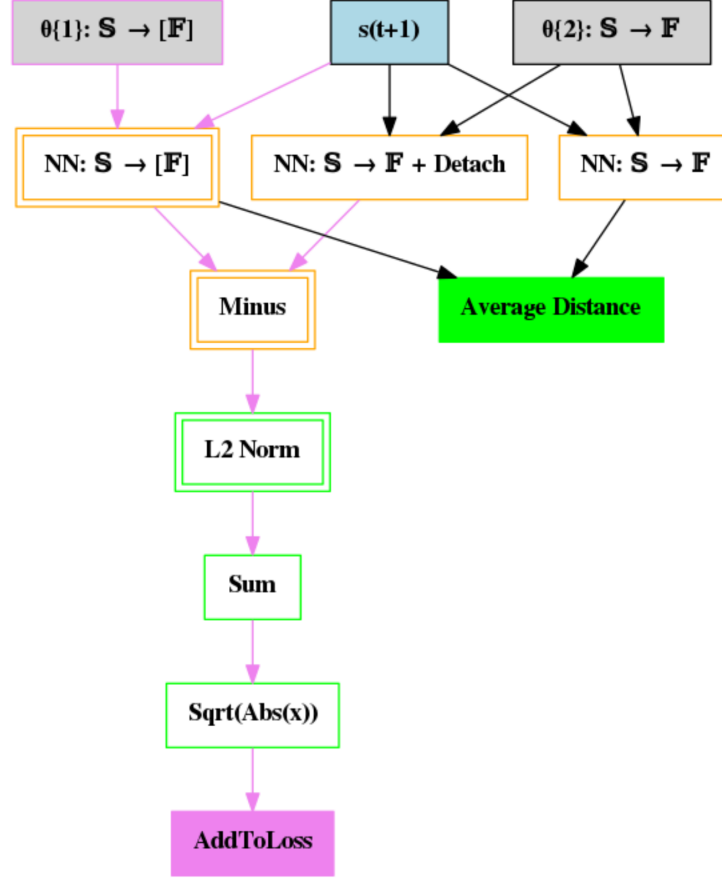 θ{1}: 𝕊 → [𝔽]
s(t+1)
θ{2}: 𝕊 → 𝔽
NN: 𝕊 → [𝔽]
NN: 𝕊 → 𝔽 + Detach
NN: 𝕊 → 𝔽
Minus
Average Distance
L2 Norm
Sum
Sqrt(Abs(x))
AddToLoss